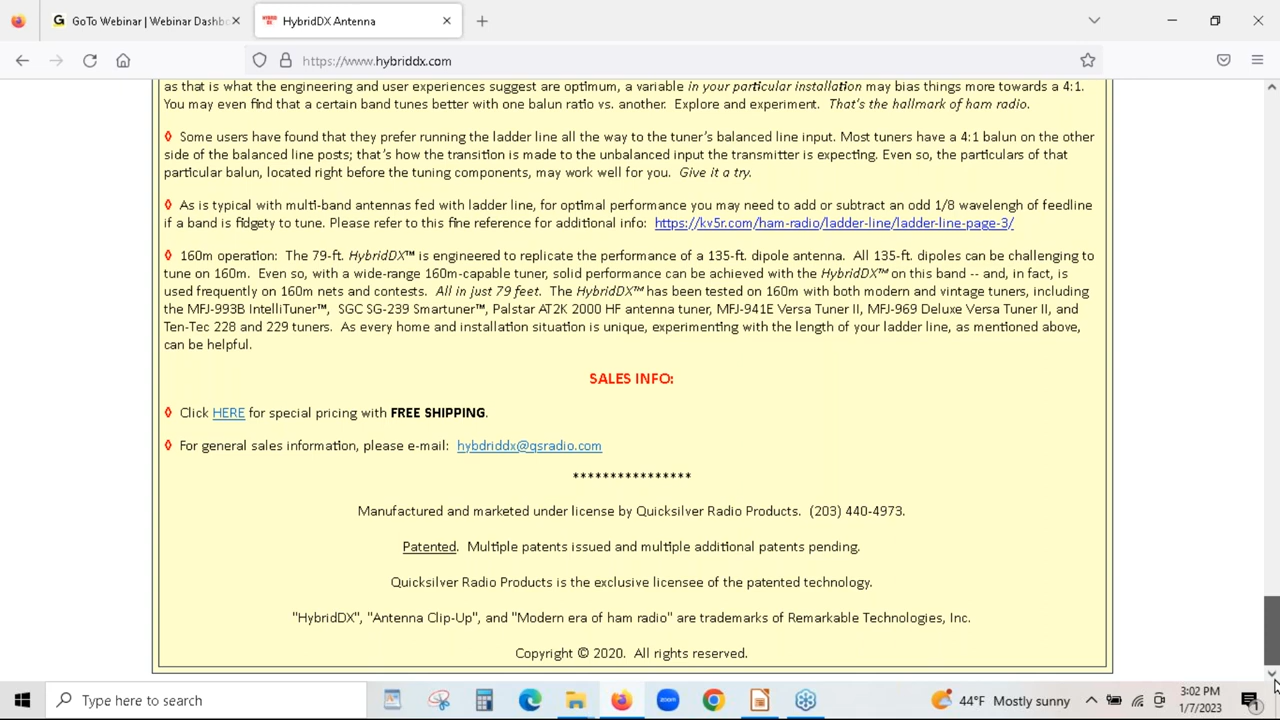 GoTo Webinar | Webinar Dashbo
HybridDX Antenna
https://www.hybriddx.com
as that is what the engineering and user experiences suggest are optimum, a variable in your particular installation may bias things more towards a 4:1.
You may even find that a certain band tunes better with one balun ratio vs. another. Explore and experiment. That's the hallmark of ham radio.
◊ Some users have found that they prefer running the ladder line all the way to the tuner's balanced line input. Most tuners have a 4:1 balun on the other
side of the balanced line posts; that's how the transition is made to the unbalanced input the transmitter is expecting. Even so, the particulars of that
particular balun, located right before the tuning components, may work well for you. Give it a try.
◊ As is typical with multi-band antennas fed with ladder line, for optimal performance you may need to add or subtract an odd 1/8 wavelengh of feedline
if a band is fidgety to tune. Please refer to this fine reference for additional info: https://kv5r.com/ham-radio/ladder-line/ladder-line-page-3/
◊ 160m operation: The 79-ft. HybridDX™ is engineered to replicate the performance of a 135-ft. dipole antenna. All 135-ft. dipoles can be challenging to
tune on 160m. Even so, with a wide-range 160m-capable tuner, solid performance can be achieved with the HybridDX™ on this band -- and, in fact, is
used frequently on 160m nets and contests. All in just 79 feet. The HybridDX™ has been tested on 160m with both modern and vintage tuners, including
the MFJ-993B IntelliTuner™, SGC SG-239 Smartuner™, Palstar AT2K 2000 HF antenna tuner, MFJ-941E Versa Tuner II, MFJ-969 Deluxe Versa Tuner II, and
Ten-Tec 228 and 229 tuners. As every home and installation situation is unique, experimenting with the length of your ladder line, as mentioned above,
can be helpful.
SALES INFO:
◊ Click HERE for special pricing with FREE SHIPPING.
◊ For general sales information, please e-mail: hybdriddx@qsradio.com
****************
Manufactured and marketed under license by Quicksilver Radio Products. (203) 440-4973.
Patented. Multiple patents issued and multiple additional patents pending.
Quicksilver Radio Products is the exclusive licensee of the patented technology.
"HybridDX", "Antenna Clip-Up", and "Modern era of ham radio" are trademarks of Remarkable Technologies, Inc.
Copyright © 2020. All rights reserved.
Type here to search
zoom
44°F Mostly sunny
3:02 PM
1/7/2023
1